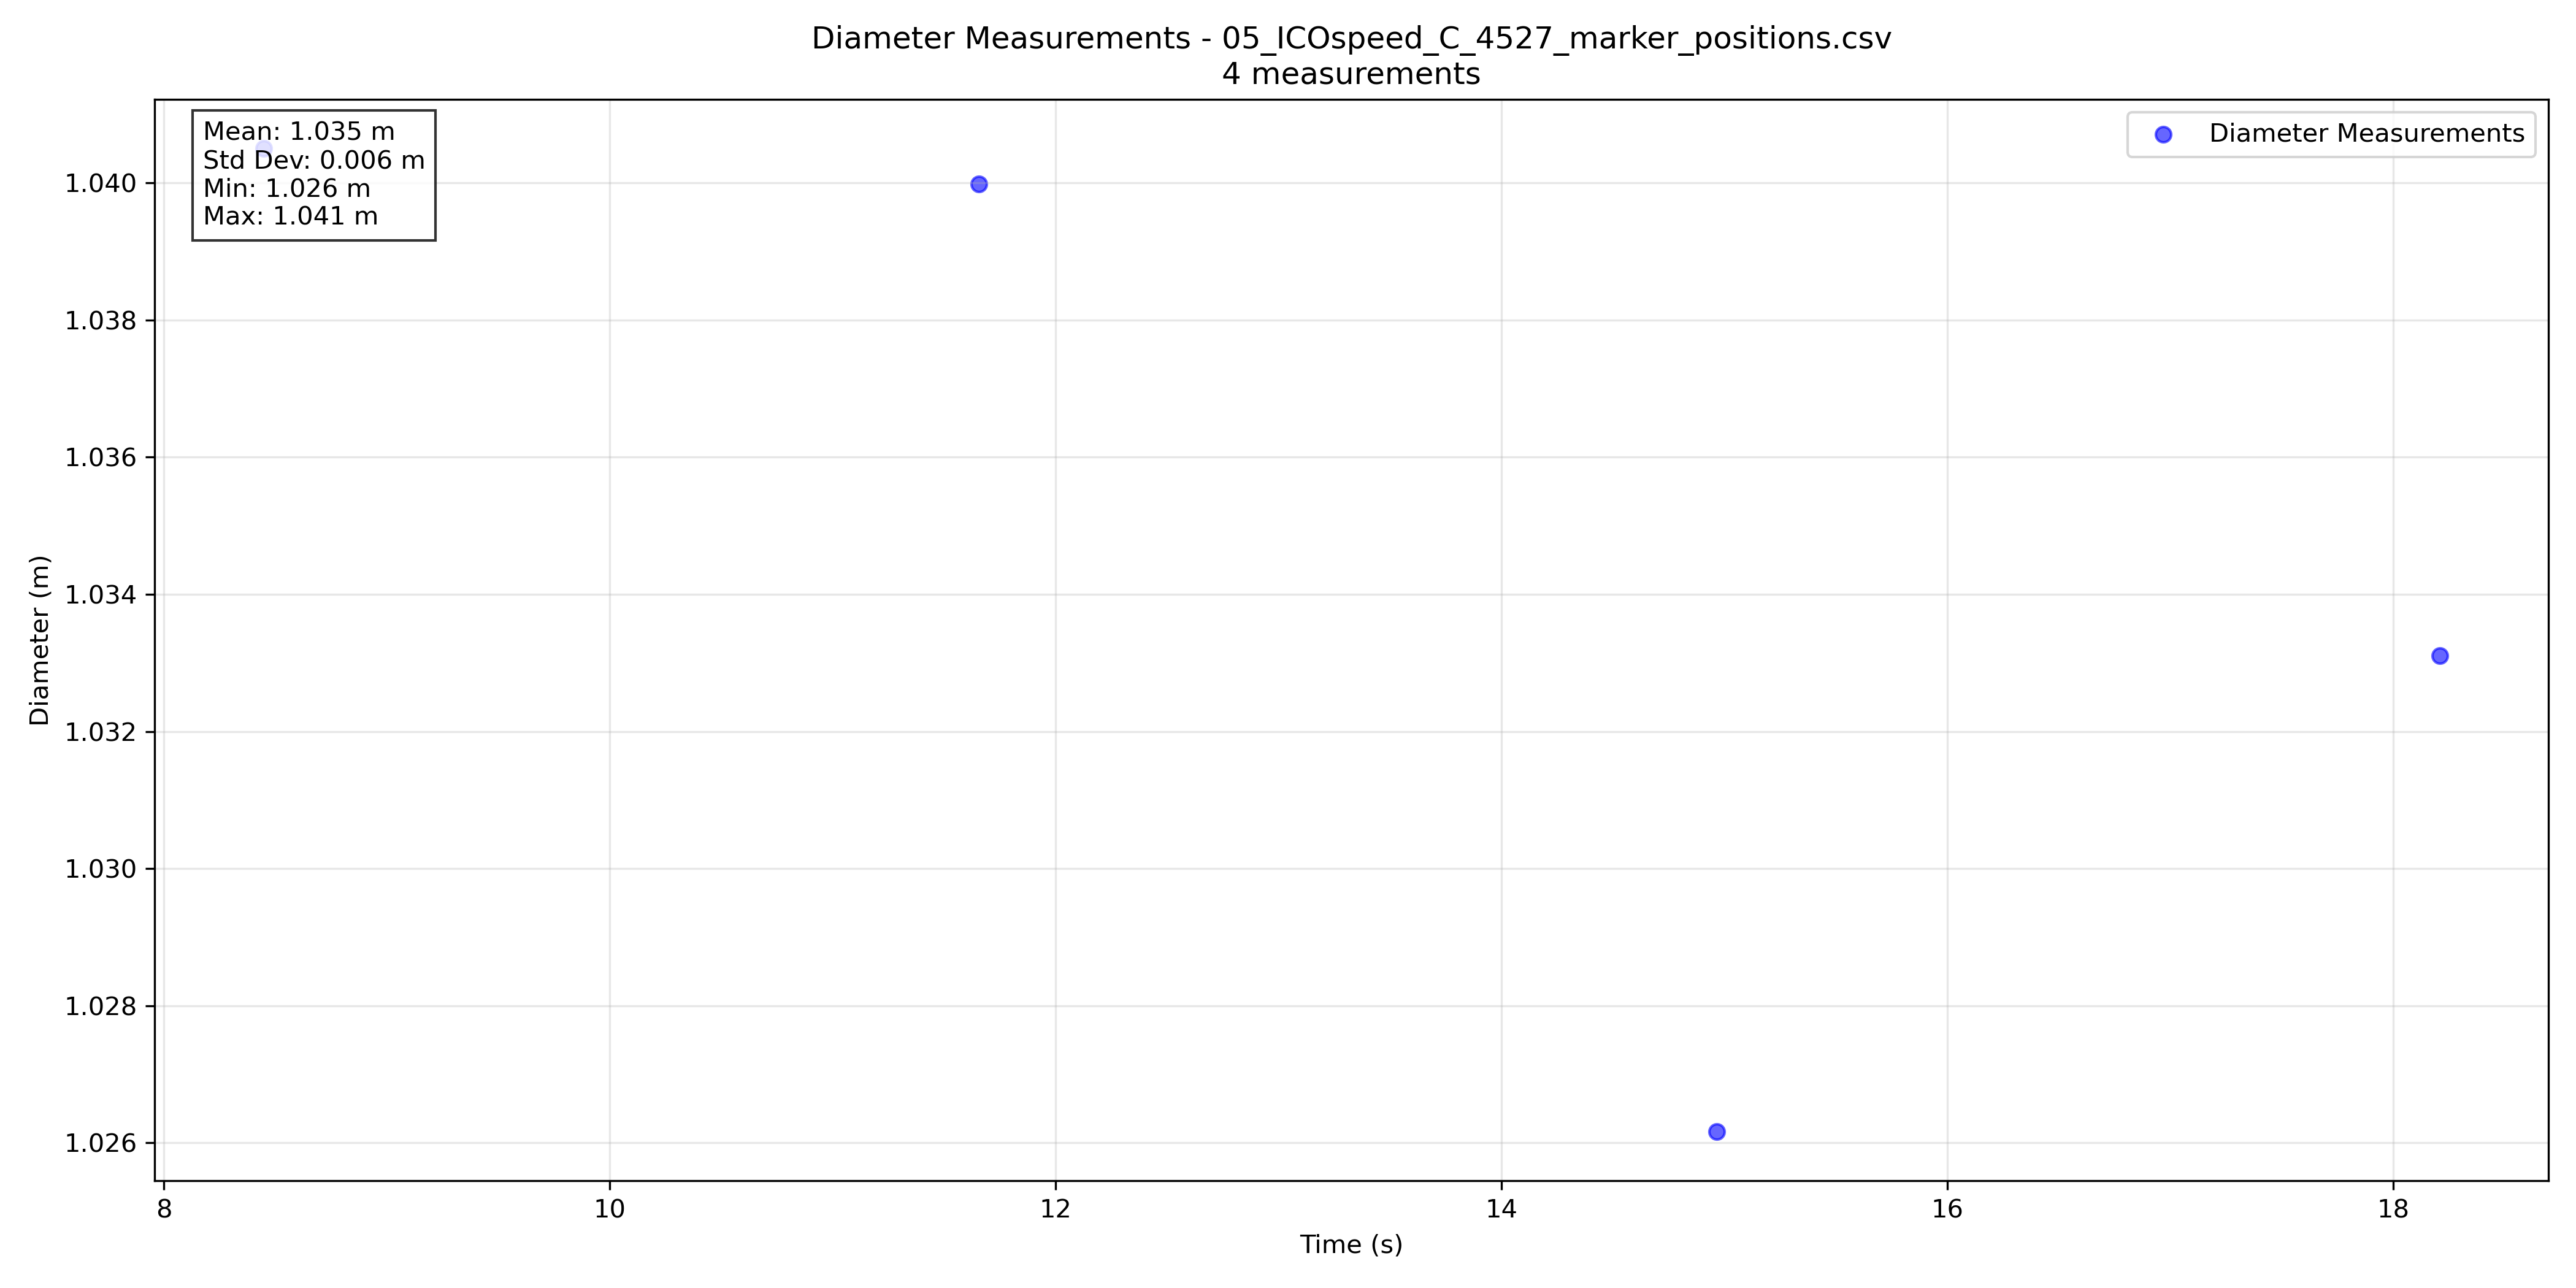 Diameter Measurements - 05_ICOspeed_C_4527_marker_positions.csv
4 measurements
Mean: 1.035 m
Std Dev: 0.006 m
Min: 1.026 m
Max: 1.041 m
Diameter Measurements
1.040
1.038
1.036
1.034
1.032
1.030
1.028
1.026
Diameter (m)
8 10 12 14 16 18
Time (s)